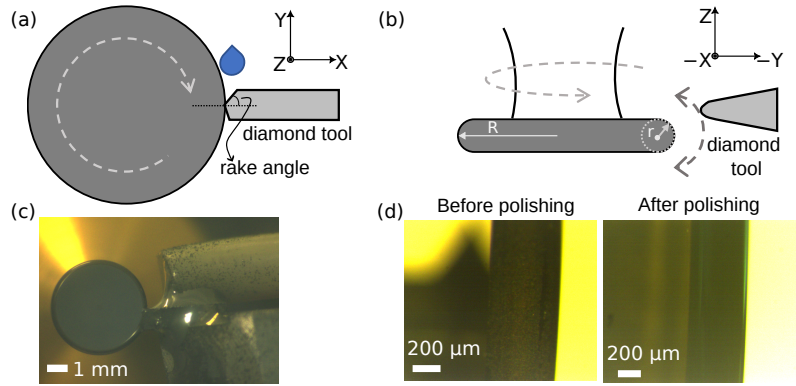 (a)
Y
Z
X
diamond tool
rake angle
(b)
Z
−X
−Y
R
r
diamond
tool
(c)
1 mm
(d)
Before polishing
After polishing
200 µm
200 µm